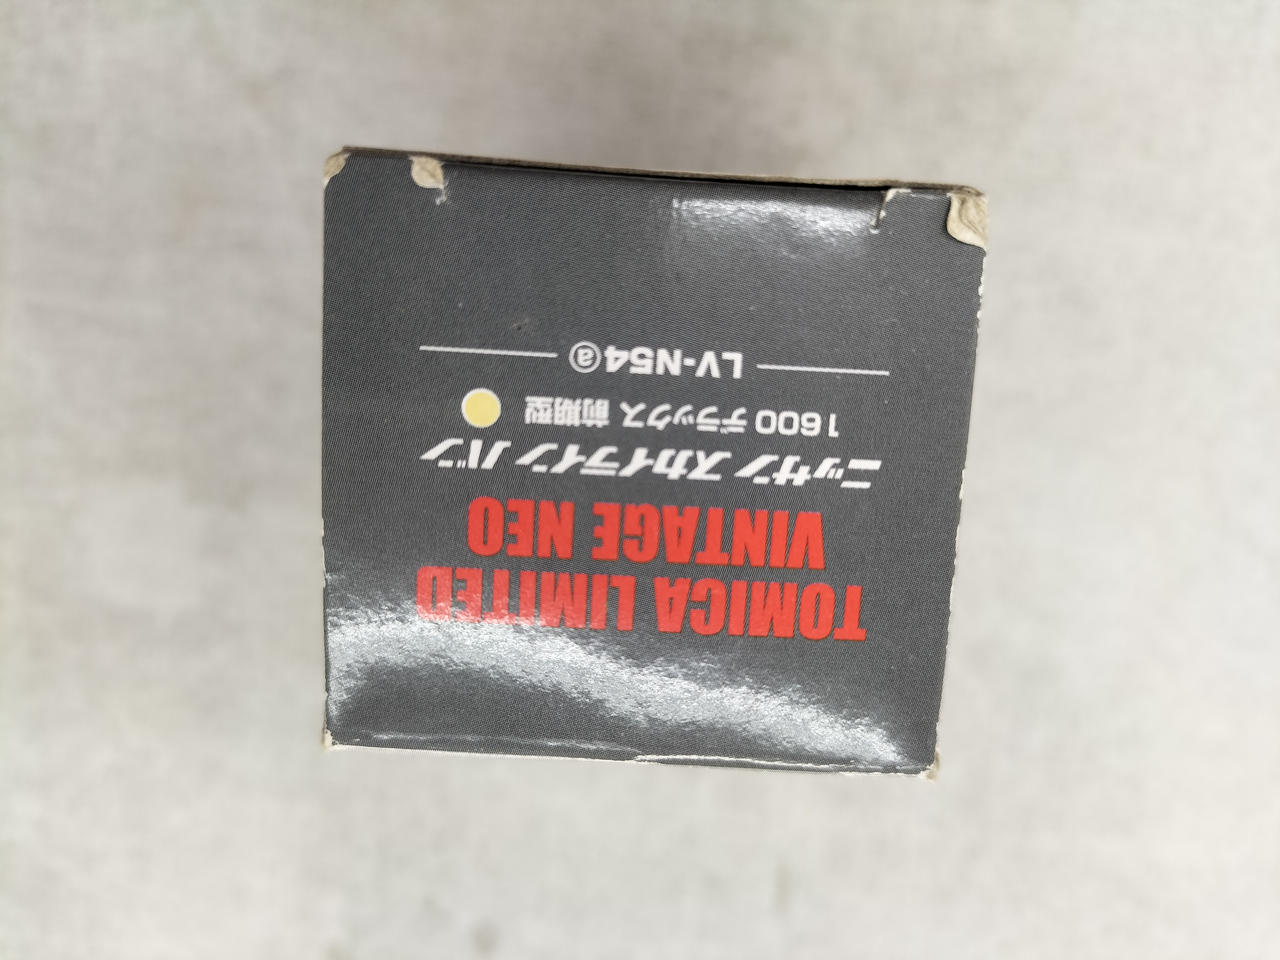 TOMICA LIMITED
VINTAGE NEO
ニッサン スカイライン バン
1600 デラックス 前期型
LV-N54ⓐ